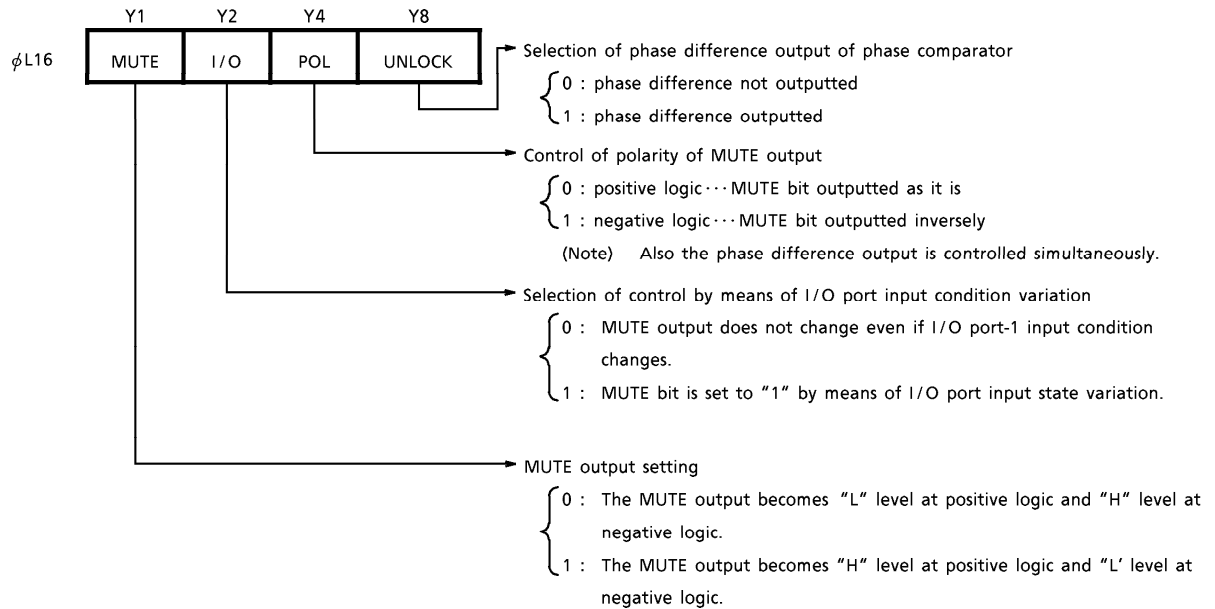 Y1 Y2 Y4 Y8
ϕL16 MUTE I/O POL UNLOCK
Selection of phase difference output of phase comparator
0 : phase difference not outputted
1 : phase difference outputted
Control of polarity of MUTE output
0 : positive logic ··· MUTE bit outputted as it is
1 : negative logic ··· MUTE bit outputted inversely
(Note) Also the phase difference output is controlled simultaneously.
Selection of control by means of I/O port input condition variation
0 : MUTE output does not change even if I/O port-1 input condition
changes.
1 : MUTE bit is set to "1" by means of I/O port input state variation.
MUTE output setting
0 : The MUTE output becomes "L" level at positive logic and "H" level at
negative logic.
1 : The MUTE output becomes "H" level at positive logic and "L' level at
negative logic.